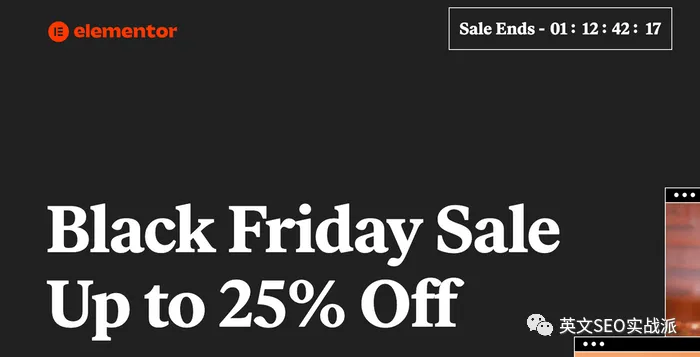 elementor
Sale Ends - 01 : 12 : 42 : 17
Black Friday Sale
Up to 25% Off
英文SEO实战派